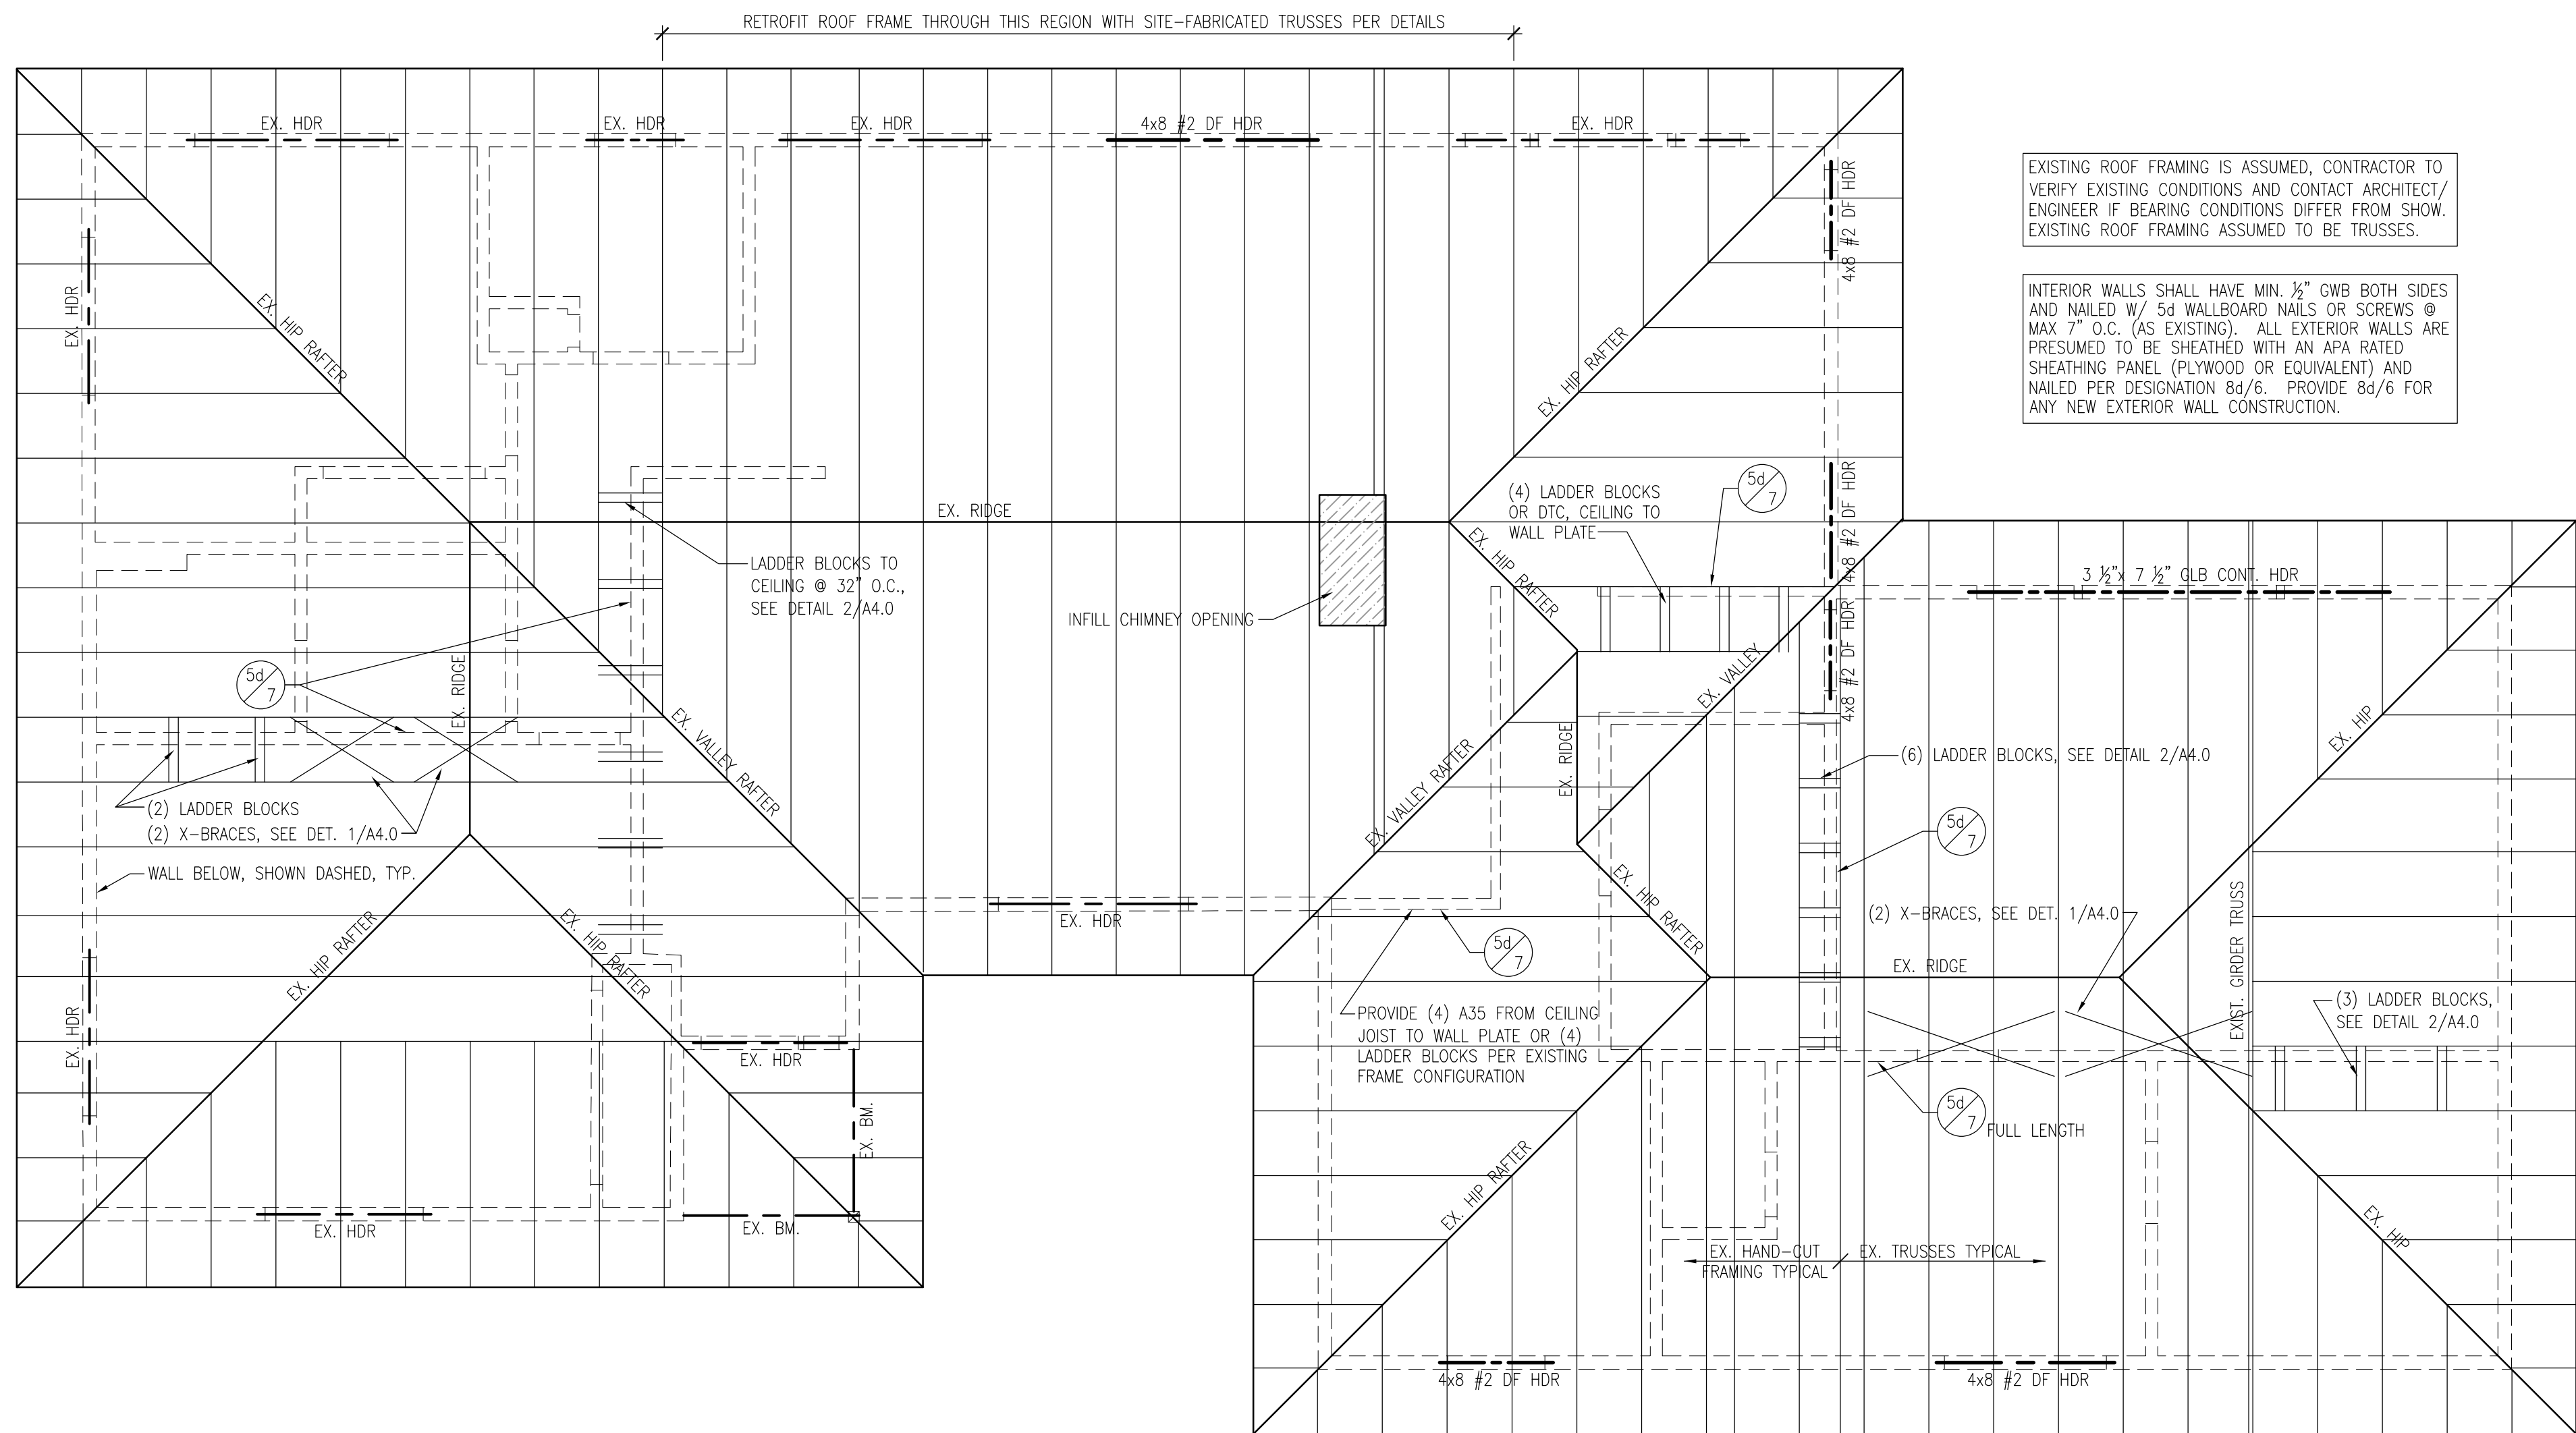 RETROFIT ROOF FRAME THROUGH THIS REGION WITH SITE-FABRICATED TRUSSES PER DETAILS
EX. HDR
EX. HDR
EX. HDR
4x8 #2 DF HDR
EX. HDR
4x8 #2 DF HDR
EXISTING ROOF FRAMING IS ASSUMED, CONTRACTOR TO
VERIFY EXISTING CONDITIONS AND CONTACT ARCHITECT/
ENGINEER IF BEARING CONDITIONS DIFFER FROM SHOW.
EXISTING ROOF FRAMING ASSUMED TO BE TRUSSES.
INTERIOR WALLS SHALL HAVE MIN. ½" GWB BOTH SIDES
AND NAILED W/ 5d WALLBOARD NAILS OR SCREWS @
MAX 7" O.C. (AS EXISTING). ALL EXTERIOR WALLS ARE
PRESUMED TO BE SHEATHED WITH AN APA RATED
SHEATHING PANEL (PLYWOOD OR EQUIVALENT) AND
NAILED PER DESIGNATION 8d/6. PROVIDE 8d/6 FOR
ANY NEW EXTERIOR WALL CONSTRUCTION.
EX. HDR
EX. HIP RAFTER
EX. HIP RAFTER
(4) LADDER BLOCKS
OR DTC, CEILING TO
WALL PLATE
5d
7
4x8 #2 DF HDR
EX. RIDGE
EX. HIP RAFTER
LADDER BLOCKS TO
CEILING @ 32" O.C.,
SEE DETAIL 2/A4.0
INFILL CHIMNEY OPENING
3 ½"x 7 ½" GLB CONT. HDR
4x8 #2 DF HDR
5d
7
EX. RIDGE
EX. VALLEY
EX. VALLEY RAFTER
EX. VALLEY RAFTER
EX. RIDGE
EX. HIP
(6) LADDER BLOCKS, SEE DETAIL 2/A4.0
(2) LADDER BLOCKS
(2) X-BRACES, SEE DET. 1/A4.0
5d
7
WALL BELOW, SHOWN DASHED, TYP.
EX. HIP RAFTER
EX. HIP RAFTER
EX. HDR
EX. HIP RAFTER
(2) X-BRACES, SEE DET. 1/A4.0
5d
7
EX. RIDGE
EXIST. GIRDER TRUSS
(3) LADDER BLOCKS,
SEE DETAIL 2/A4.0
PROVIDE (4) A35 FROM CEILING
JOIST TO WALL PLATE OR (4)
LADDER BLOCKS PER EXISTING
FRAME CONFIGURATION
EX. HDR
EX. HDR
EX. BM.
5d
7
FULL LENGTH
EX. HIP RAFTER
EX. HDR
EX. BM.
EX. HIP
EX. HAND-CUT
FRAMING TYPICAL
EX. TRUSSES TYPICAL
4x8 #2 DF HDR
4x8 #2 DF HDR